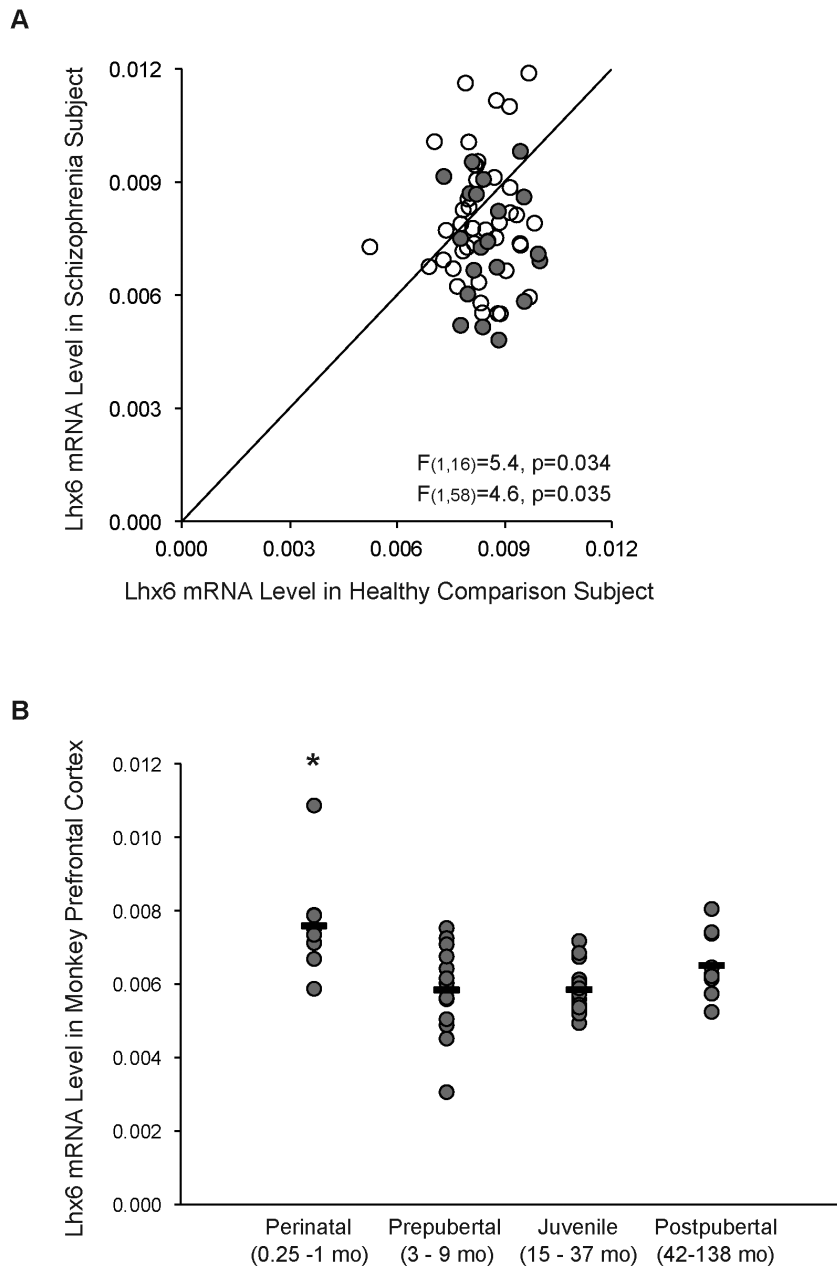 A
Lhx6 mRNA Level in Schizophrenia Subject
0.012
0.009
0.006
0.003
0.000
F(1,16)=5.4, p=0.034
F(1,58)=4.6, p=0.035
0.000 0.003 0.006 0.009 0.012
Lhx6 mRNA Level in Healthy Comparison Subject
B
Lhx6 mRNA Level in Monkey Prefrontal Cortex
0.012
0.010
0.008
0.006
0.004
0.002
0.000
*
Perinatal Prepubertal Juvenile Postpubertal
(0.25 -1 mo) (3 - 9 mo) (15 - 37 mo) (42-138 mo)